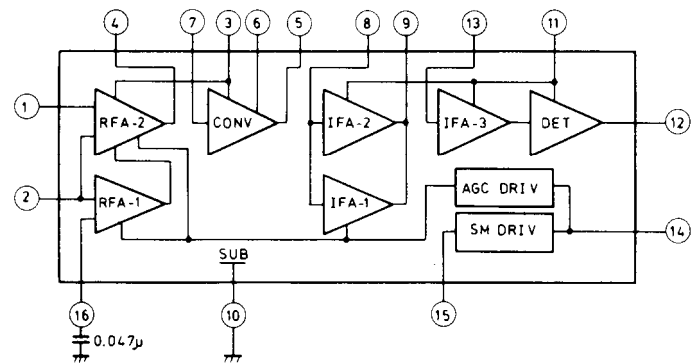 4 7 3 6 5 8 9 13 11
1 RFA-2 CONV IFA-2 IFA-3 DET 12
2 RFA-1 IFA-1 AGC DRIV
SM DRIV 14
SUB
16 10 15
0.047μ